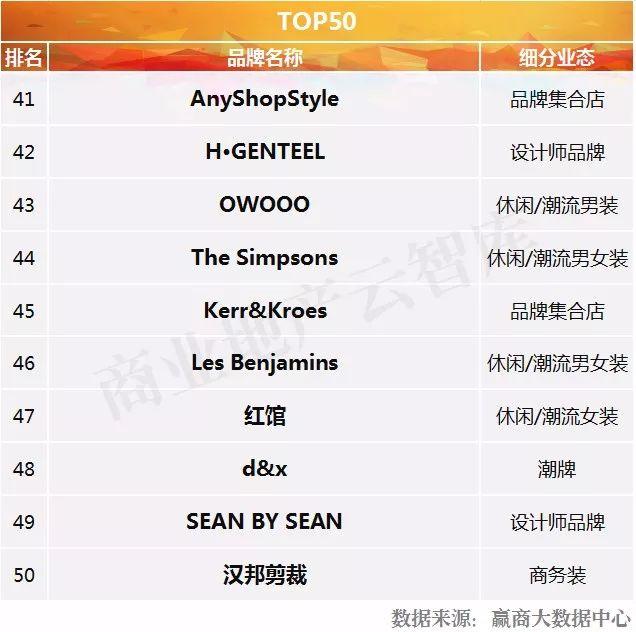 TOP50
排名 品牌名称 细分业态
41 AnyShopStyle 品牌集合店
42 H•GENTEEL 设计师品牌
43 OWOOO 休闲/潮流男装
44 The Simpsons 休闲/潮流男女装
45 Kerr&Kroes 品牌集合店
46 Les Benjamins 休闲/潮流男女装
47 红馆 休闲/潮流女装
48 d&x 潮牌
49 SEAN BY SEAN 设计师品牌
50 汉邦剪裁 商务装
商业地产云智库
数据来源：赢商大数据中心